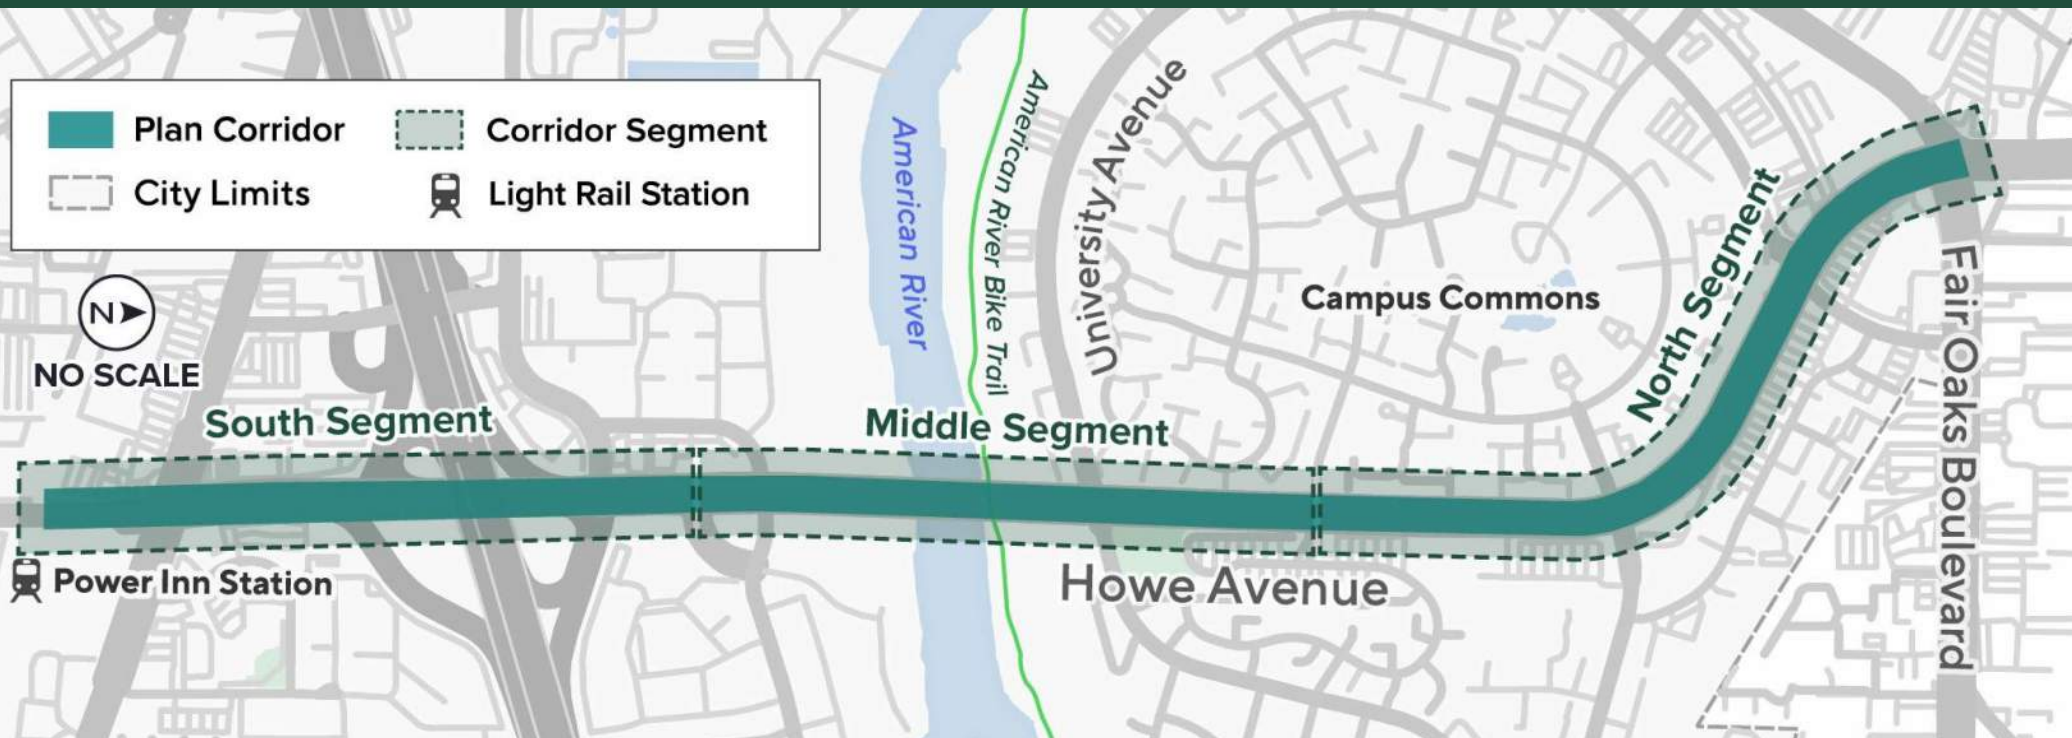 Plan Corridor
Corridor Segment
City Limits
Light Rail Station
N
NO SCALE
South Segment
Middle Segment
North Segment
American River
American River Bike Trail
University Avenue
Campus Commons
Fair Oaks Boulevard
Power Inn Station
Howe Avenue